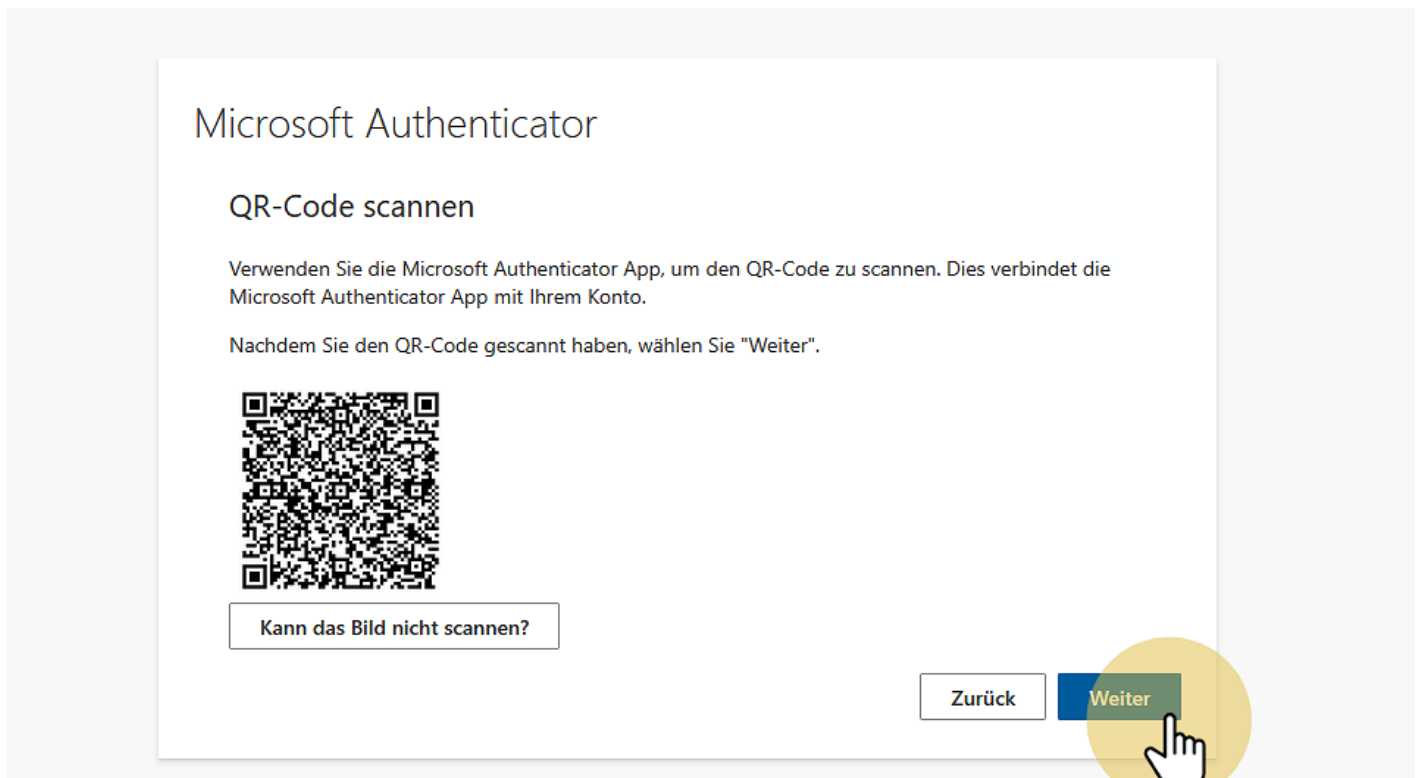 Microsoft Authenticator
QR-Code scannen
Verwenden Sie die Microsoft Authenticator App, um den QR-Code zu scannen. Dies verbindet die
Microsoft Authenticator App mit Ihrem Konto.
Nachdem Sie den QR-Code gescannt haben, wählen Sie "Weiter".
Kann das Bild nicht scannen?
Zurück
Weiter